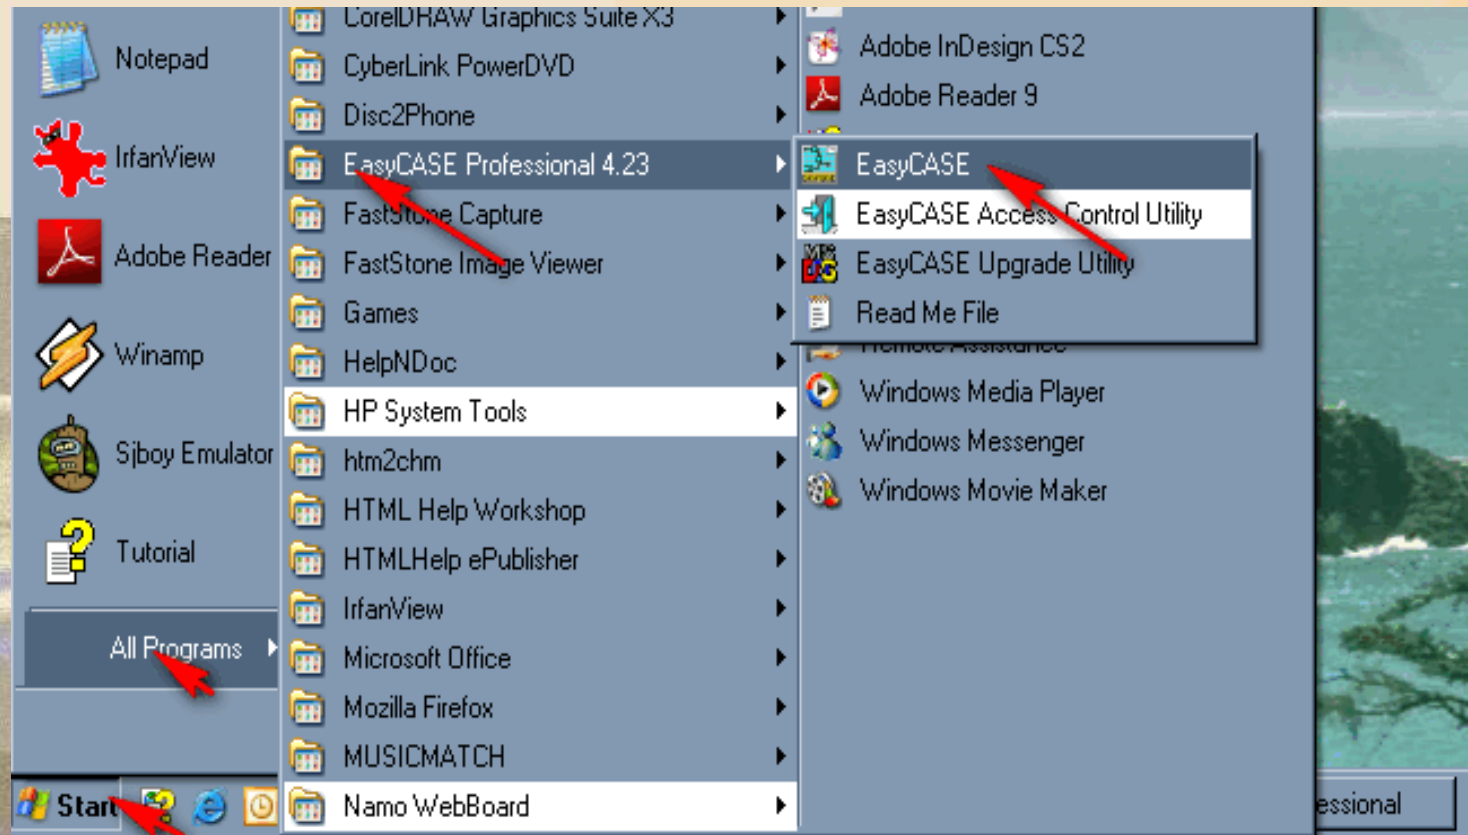 Notepad
IrfanView
Adobe Reader
Winamp
Sjboy Emulator
Tutorial
All Programs
Start
CorelDRAW Graphics Suite X3
CyberLink PowerDVD
Disc2Phone
EasyCASE Professional 4.23
FastStone Capture
FastStone Image Viewer
Games
HelpNDoc
HP System Tools
htm2chm
HTML Help Workshop
HTMLHelp ePublisher
IrfanView
Microsoft Office
Mozilla Firefox
MUSICMATCH
Namo WebBoard
Adobe InDesign CS2
Adobe Reader 9
EasyCASE
EasyCASE Access Control Utility
EasyCASE Upgrade Utility
Read Me File
Remote Assistance
Windows Media Player
Windows Messenger
Windows Movie Maker
essional